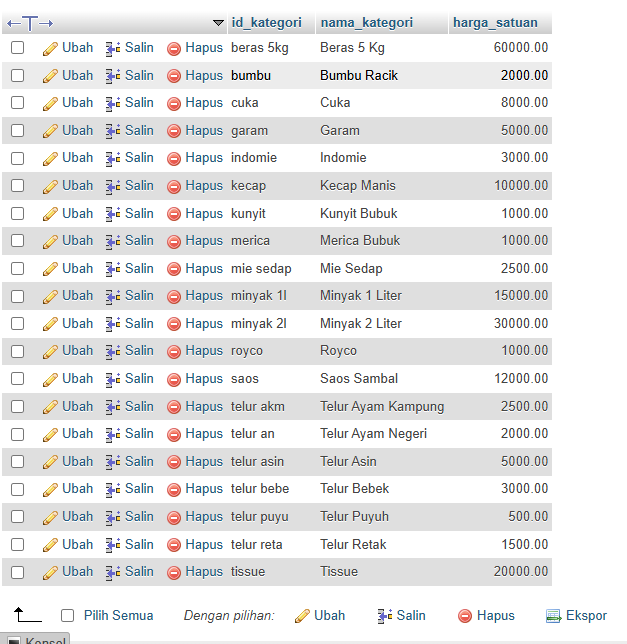 id_kategori nama_kategori harga_satuan
Ubah Salin Hapus beras 5kg Beras 5 Kg 60000.00
Ubah Salin Hapus bumbu Bumbu Racik 2000.00
Ubah Salin Hapus cuka Cuka 8000.00
Ubah Salin Hapus garam Garam 5000.00
Ubah Salin Hapus indomie Indomie 3000.00
Ubah Salin Hapus kecap Kecap Manis 10000.00
Ubah Salin Hapus kunyit Kunyit Bubuk 1000.00
Ubah Salin Hapus merica Merica Bubuk 1000.00
Ubah Salin Hapus mie sedap Mie Sedap 2500.00
Ubah Salin Hapus minyak 1l Minyak 1 Liter 15000.00
Ubah Salin Hapus minyak 2l Minyak 2 Liter 30000.00
Ubah Salin Hapus royco Royco 1000.00
Ubah Salin Hapus saos Saos Sambal 12000.00
Ubah Salin Hapus telur akm Telur Ayam Kampung 2500.00
Ubah Salin Hapus telur an Telur Ayam Negeri 2000.00
Ubah Salin Hapus telur asin Telur Asin 5000.00
Ubah Salin Hapus telur bebe Telur Bebek 3000.00
Ubah Salin Hapus telur puyu Telur Puyuh 500.00
Ubah Salin Hapus telur reta Telur Retak 1500.00
Ubah Salin Hapus tissue Tissue 20000.00
Pilih Semua Dengan pilihan: Ubah Salin Hapus Ekspor
Konsol